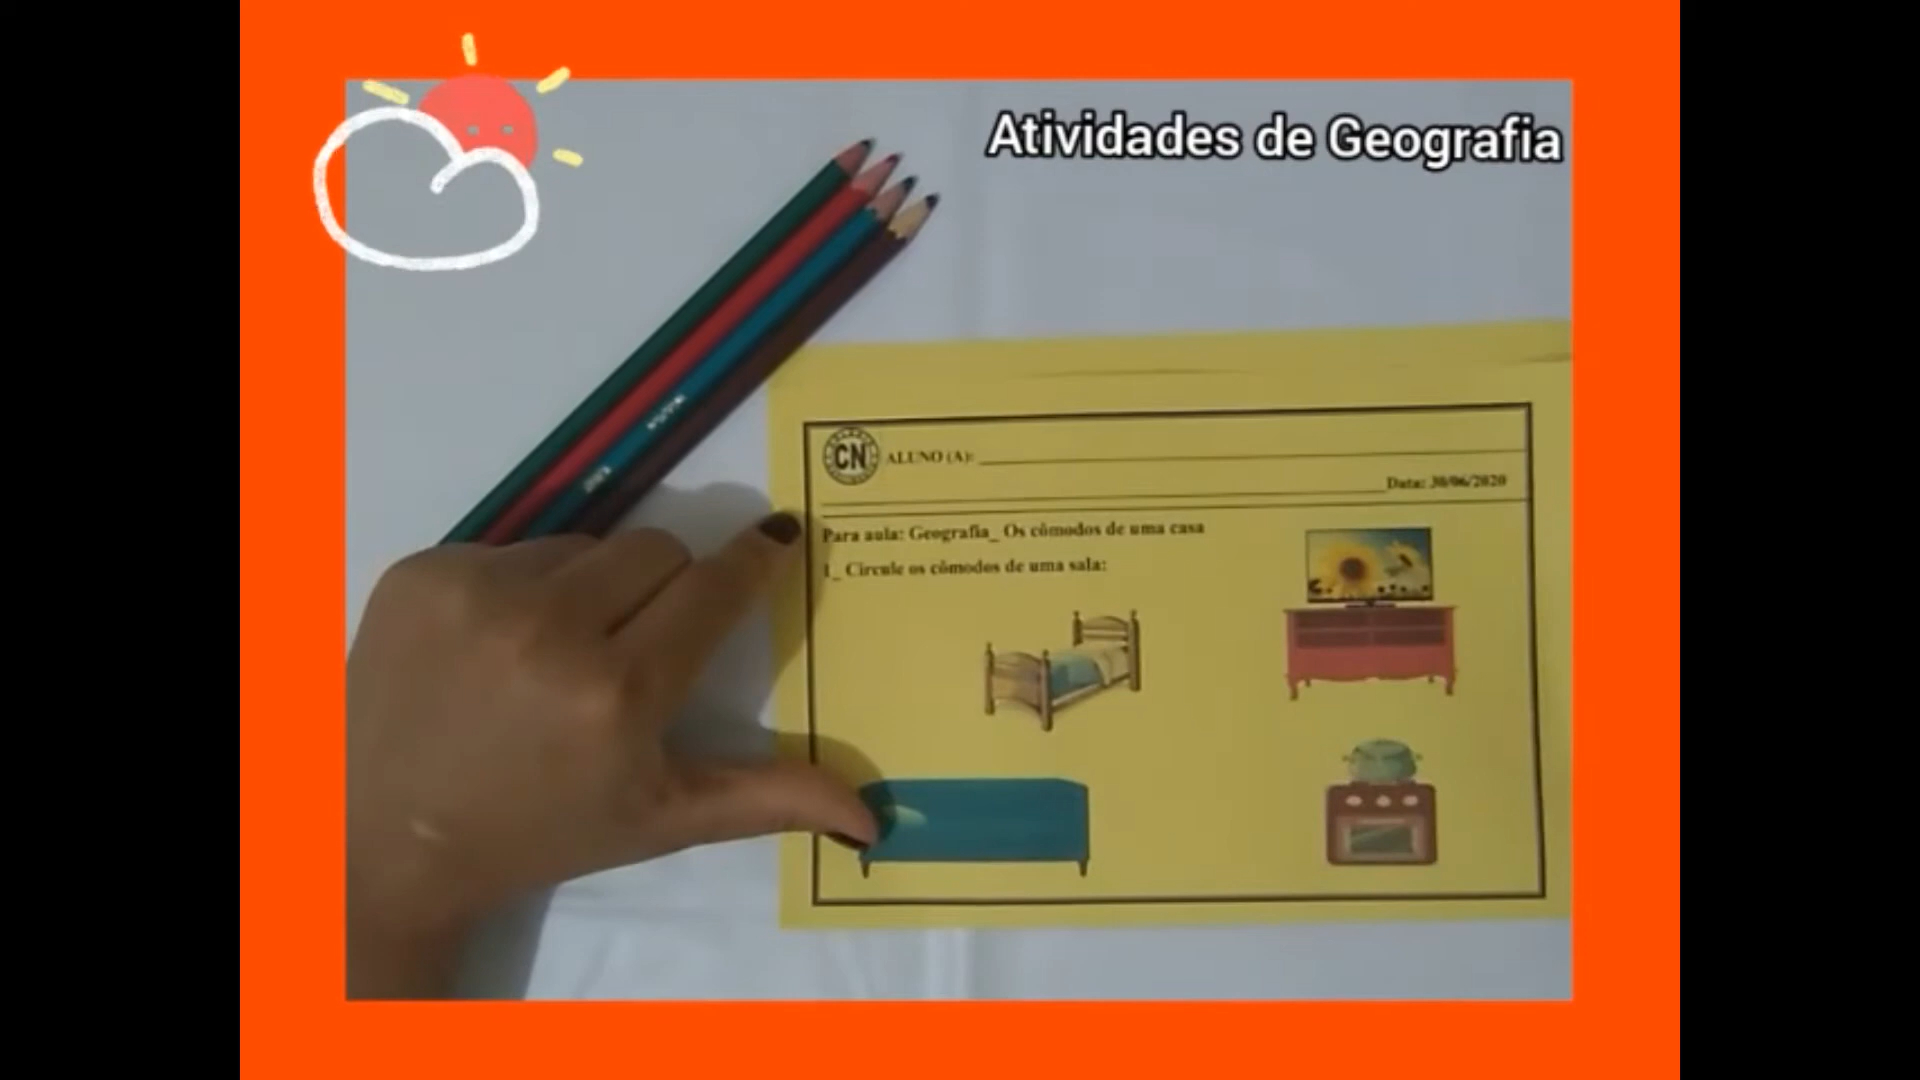 Atividades de Geografia
CN
ALUNO (A):
Data: 30/06/2020
Para aula: Geografia_ Os cômodos de uma casa
1_ Circule os cômodos de uma sala: